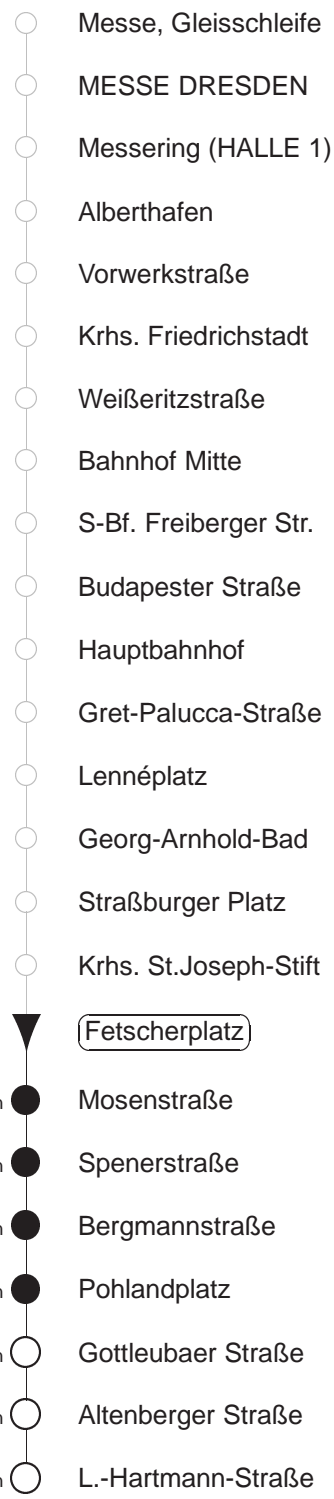 Messe, Gleisschleife
MESSE DRESDEN
Messering (HALLE 1)
Alberthafen
Vorwerkstraße
Krhs. Friedrichstadt
Weißeritzstraße
Bahnhof Mitte
S-Bf. Freiberger Str.
Budapester Straße
Hauptbahnhof
Gret-Palucca-Straße
Lennéplatz
Georg-Arnhold-Bad
Straßburger Platz
Krhs. St.Joseph-Stift
Fetscherplatz
Mosenstraße
Spenerstraße
Bergmannstraße
Pohlandplatz
Gottleubaer Straße
Altenberger Straße
L.-Hartmann-Straße